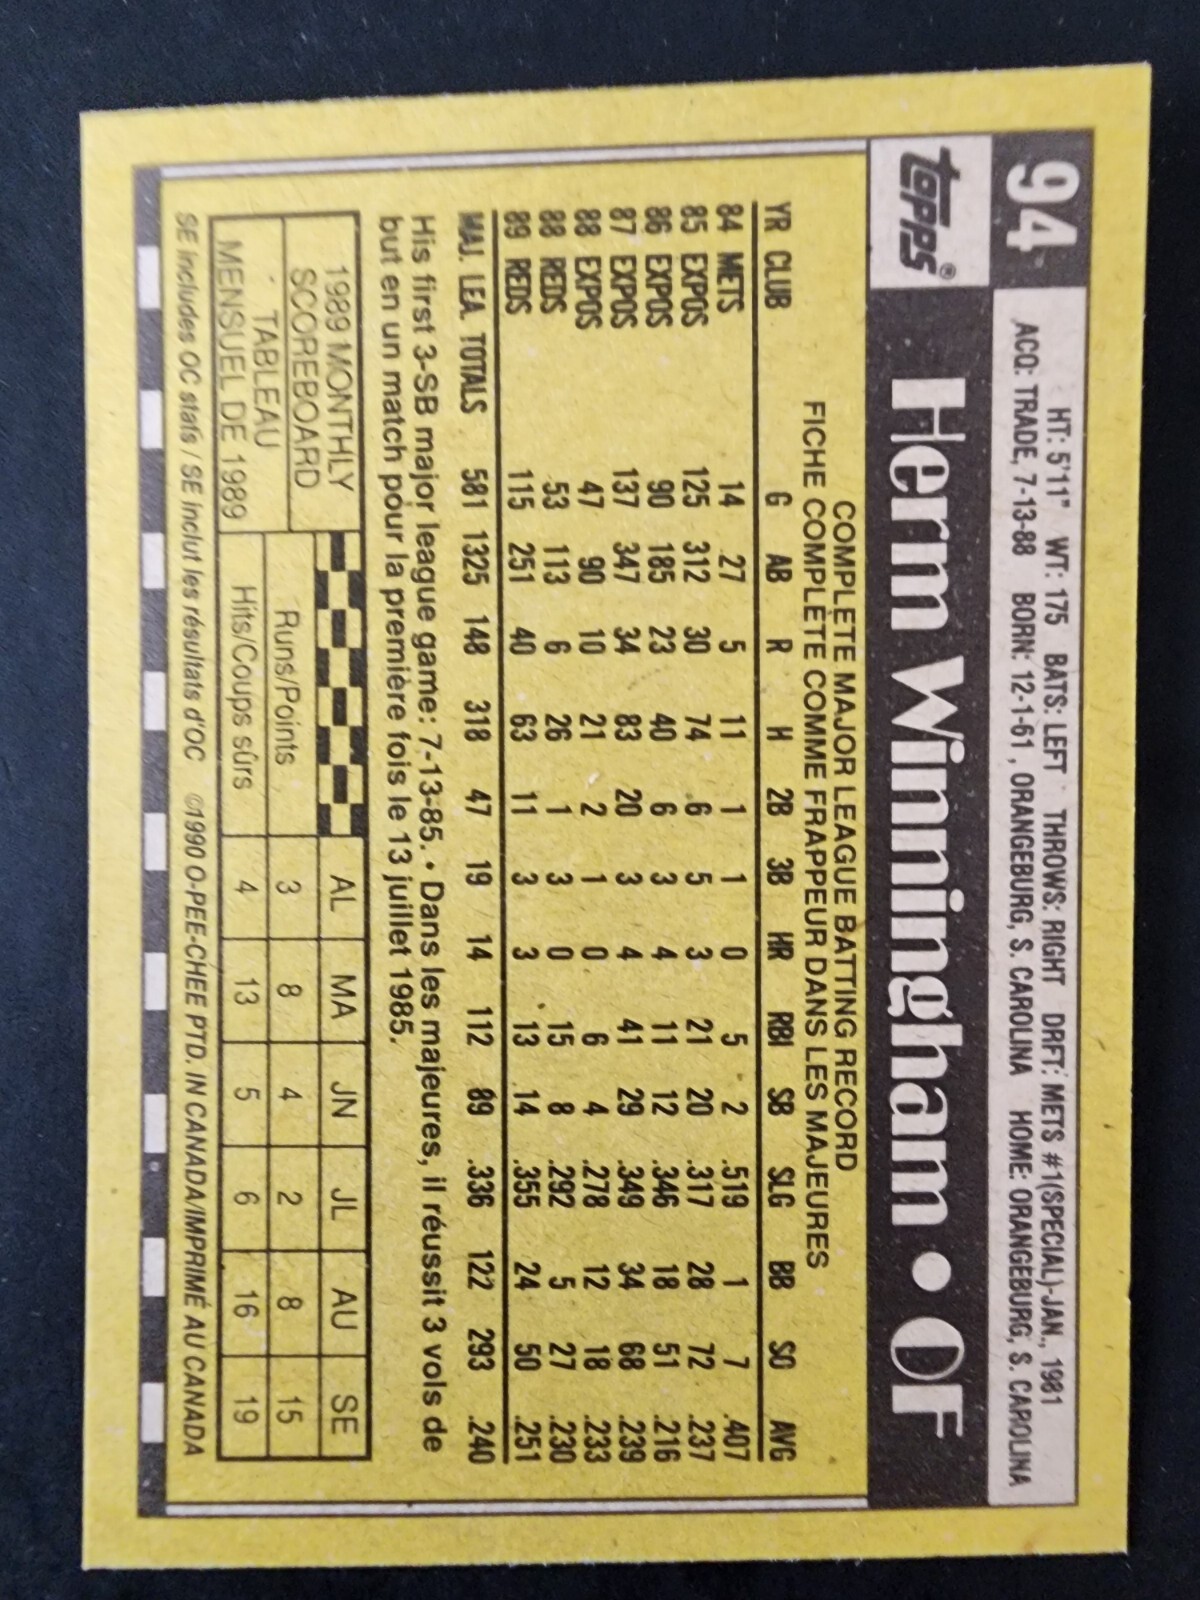 94
HT: 5'11" WT: 175 BATS: LEFT THROWS: RIGHT DRFT: METS #1(SPECIAL)-JAN., 1981
ACQ: TRADE, 7-13-88 BORN: 12-1-61, ORANGEBURG, S. CAROLINA HOME: ORANGEBURG, S. CAROLINA
topps®
Herm Winningham • OF
COMPLETE MAJOR LEAGUE BATTING RECORD
FICHE COMPLÈTE COMME FRAPPEUR DANS LES MAJEURES
YR CLUB G AB R H 2B 3B HR RBI SB SLG BB SO AVG
84 METS 14 27 5 11 1 1 0 5 2 .519 1 7 .407
85 EXPOS 125 312 30 74 6 5 3 21 20 .317 28 72 .237
86 EXPOS 90 185 23 40 6 3 4 11 12 .346 18 51 .216
87 EXPOS 137 347 34 83 20 3 4 41 29 .349 34 68 .239
88 EXPOS 47 90 10 21 2 1 0 6 4 .278 12 18 .233
88 REDS 53 113 6 26 1 3 0 15 8 .292 5 27 .230
89 REDS 115 251 40 63 11 3 3 13 14 .355 24 50 .251
MAJ. LEA. TOTALS 581 1325 148 318 47 19 14 112 89 .336 122 293 .240
His first 3-SB major league game: 7-13-85. • Dans les majeures, il réussit 3 vols de
but en un match pour la première fois le 13 juillet 1985.
1989 MONTHLY
SCOREBOARD
TABLEAU
MENSUEL DE 1989
AL MA JN JL AU SE
Runs/Points 3 8 4 2 8 15
Hits/Coups sûrs 4 13 5 6 16 19
SE includes OC stats / SE inclut les résultats d'OC ©1990 O-PEE-CHEE PTD. IN CANADA/IMPRIMÉ AU CANADA